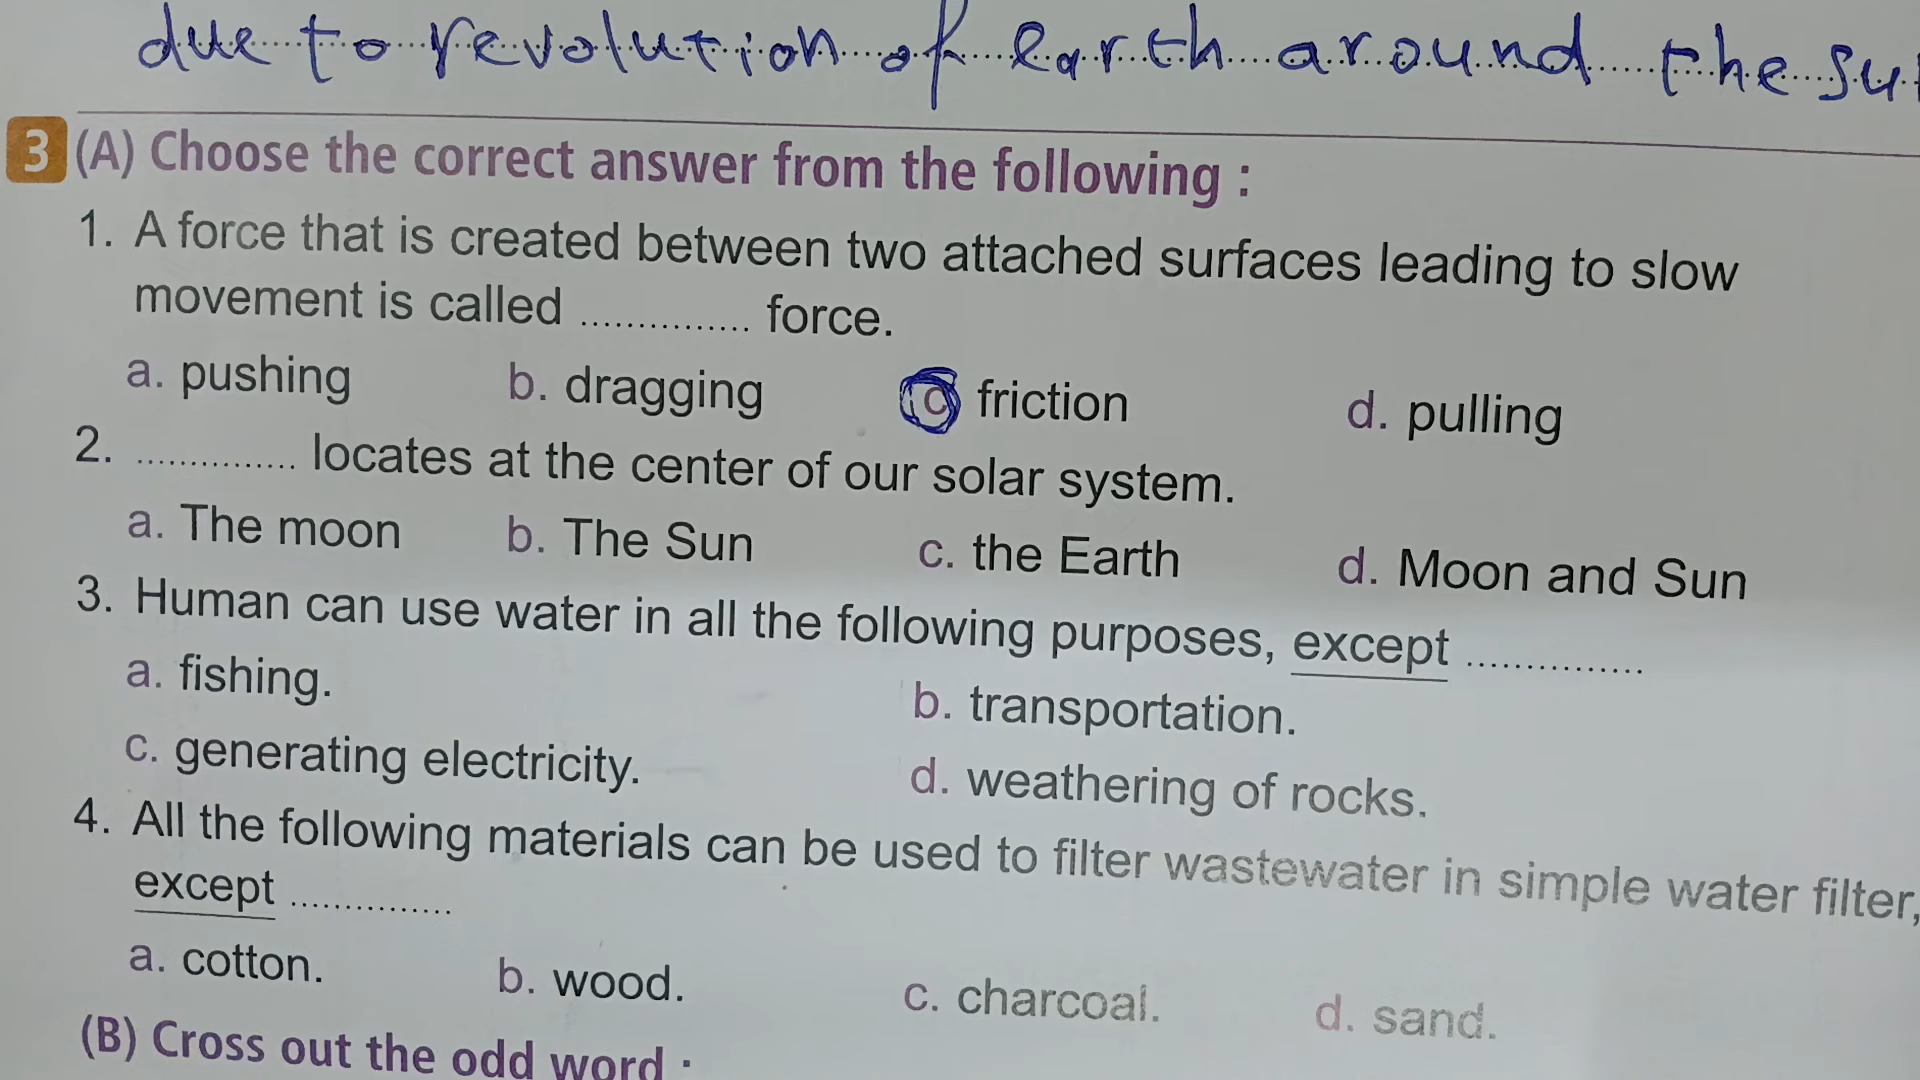 due to revolution of earth around the su
3 (A) Choose the correct answer from the following :
1. A force that is created between two attached surfaces leading to slow
movement is called ............... force.
a. pushing b. dragging c friction d. pulling
2. ............... locates at the center of our solar system.
a. The moon b. The Sun c. the Earth d. Moon and Sun
3. Human can use water in all the following purposes, except ...............
a. fishing. b. transportation.
c. generating electricity. d. weathering of rocks.
4. All the following materials can be used to filter wastewater in simple water filter,
except ..............
a. cotton. b. wood. c. charcoal. d. sand.
(B) Cross out the odd word :